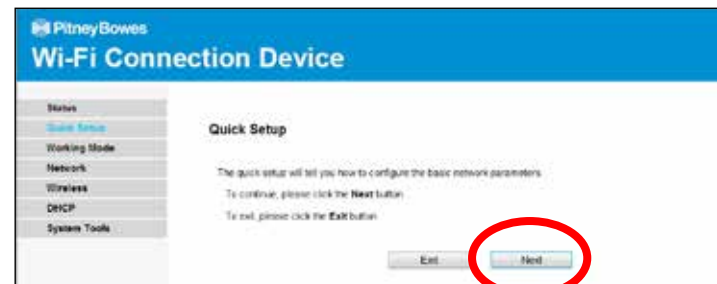 PitneyBowes
Wi-Fi Connection Device
Status
Quick Setup
Working Mode
Network
Wireless
DHCP
System Tools
Quick Setup
The quick setup will tell you how to configure the basic network parameters.
To continue, please click the Next button.
To exit, please click the Exit button.
Exit
Next